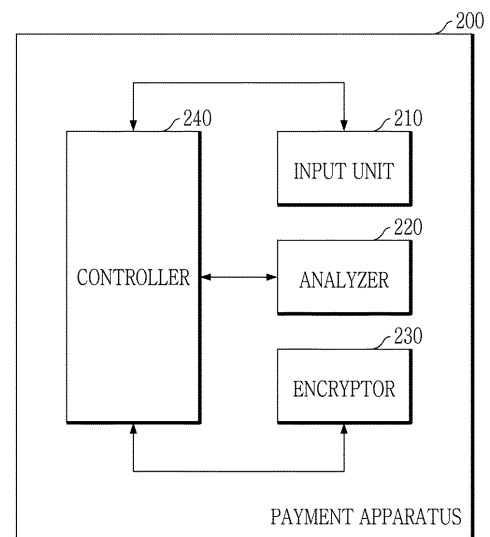 200
240
210
INPUT UNIT
220
CONTROLLER
ANALYZER
230
ENCRYPTOR
PAYMENT APPARATUS